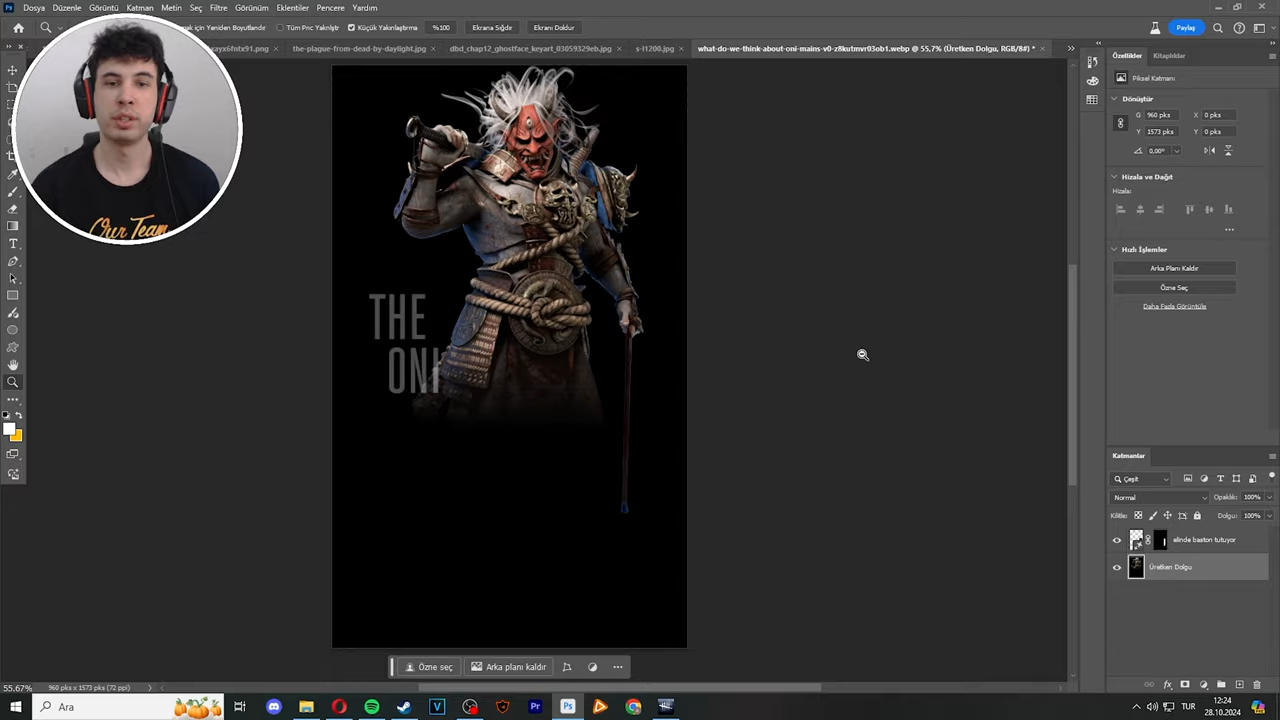 Dosya Düzenle Görüntü Katman Metin Seç Filtre Görünüm Eklentiler Pencere Yardım
için Yeniden Boyutlandır Tüm Pnc Yaknlştr Küçük Yakınlaştırma %100 Ekrana Sığdır Ekranı Doldur Paylaş
xayx6fntx91.png the-plague-from-dead-by-daylight.jpg dbd_chap12_ghostface_keyart_03059329eb.jpg s-l1200.jpg what-do-we-think-about-oni-mains-v0-z8kutmvr03ob1.webp @ 55,7% (Üretken Dolgu, RGB/8#) *
Özellikler Kitaplıklar
Piksel Katmanı
Dönüştür
G 960 pks X 0 pks
Y 1573 pks Y 0 pks
0,00°
Hizala ve Dağıt
Hizala:
Hızlı İşlemler
Arka Planı Kaldır
Özne Seç
Daha Fazla Görüntüle
Our Team
THE
ONI
Katmanlar
Çeşit
Normal Opaklık: 100%
Kilitle: Dolgu: 100%
elinde baston tutuyor
Üretken Dolgu
Özne seç Arka planı kaldır
55.67% 960 pks x 1573 pks (72 ppi)
Ara
TUR
12:24
28.10.2024